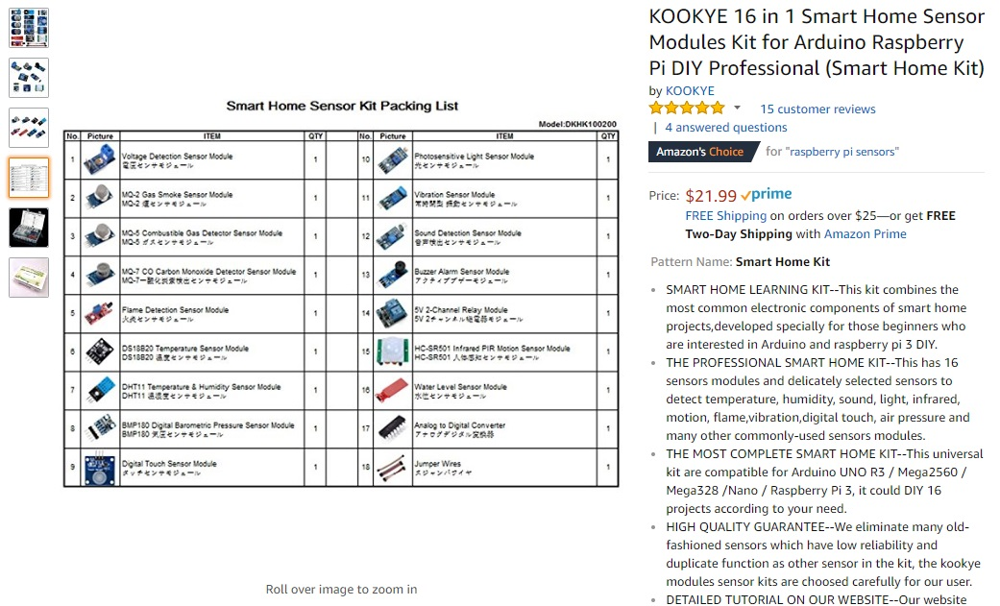 Smart Home Sensor Kit Packing List
Model:DKHK100200
No. Picture ITEM QTY No. Picture ITEM QTY
1 Voltage Detection Sensor Module 1 10 Photosensitive Light Sensor Module 1
電圧センサモジュール 光センサモジュール
2 MQ-2 Gas Smoke Sensor Module 1 11 Vibration Sensor Module 1
MQ-2 煙センサモジュール 常時開型 振動センサモジュール
3 MQ-5 Combustible Gas Detector Sensor Module 1 12 Sound Detection Sensor Module 1
MQ-5 ガスセンサモジュール 音声検出センサモジュール
4 MQ-7 CO Carbon Monoxide Detector Sensor Module 1 13 Buzzer Alarm Sensor Module 1
MQ-7一酸化炭素検出センサモジュール アクティブブザーモジュール
5 Flame Detection Sensor Module 1 14 5V 2-Channel Relay Module 1
火炎センサモジュール 5V 2チャンネル継電器モジュール
6 DS18B20 Temperature Sensor Module 1 15 HC-SR501 Infrared PIR Motion Sensor Module 1
DS18B20 温度センサモジュール HC-SR501 人体感知センサモジュール
7 DHT11 Temperature & Humidity Sensor Module 1 16 Water Level Sensor Module 1
DHT11 温湿度センサモジュール 水位センサモジュール
8 BMP180 Digital Barometric Pressure Sensor Module 1 17 Analog to Digital Converter 1
BMP180 気圧センサモジュール アナログデジタル変換器
9 Digital Touch Sensor Module 1 18 Jumper Wires 1
タッチセンサモジュール ズジャンパワイヤ
Roll over image to zoom in
KOOKYE 16 in 1 Smart Home Sensor
Modules Kit for Arduino Raspberry
Pi DIY Professional (Smart Home Kit)
by KOOKYE
15 customer reviews
| 4 answered questions
Amazon's Choice for "raspberry pi sensors"
Price: $21.99 prime
FREE Shipping on orders over $25—or get FREE
Two-Day Shipping with Amazon Prime
Pattern Name: Smart Home Kit
SMART HOME LEARNING KIT--This kit combines the
most common electronic components of smart home
projects,developed specially for those beginners who
are interested in Arduino and raspberry pi 3 DIY.
THE PROFESSIONAL SMART HOME KIT--This has 16
sensors modules and delicately selected sensors to
detect temperature, humidity, sound, light, infrared,
motion, flame,vibration,digital touch, air pressure and
many other commonly-used sensors modules.
THE MOST COMPLETE SMART HOME KIT--This universal
kit are compatible for Arduino UNO R3 / Mega2560 /
Mega328 /Nano / Raspberry Pi 3, it could DIY 16
projects according to your need.
HIGH QUALITY GUARANTEE--We eliminate many old-
fashioned sensors which have low reliability and
duplicate function as other sensor in the kit, the kookye
modules sensor kits are choosed carefully for our user.
DETAILED TUTORIAL ON OUR WEBSITE--Our website